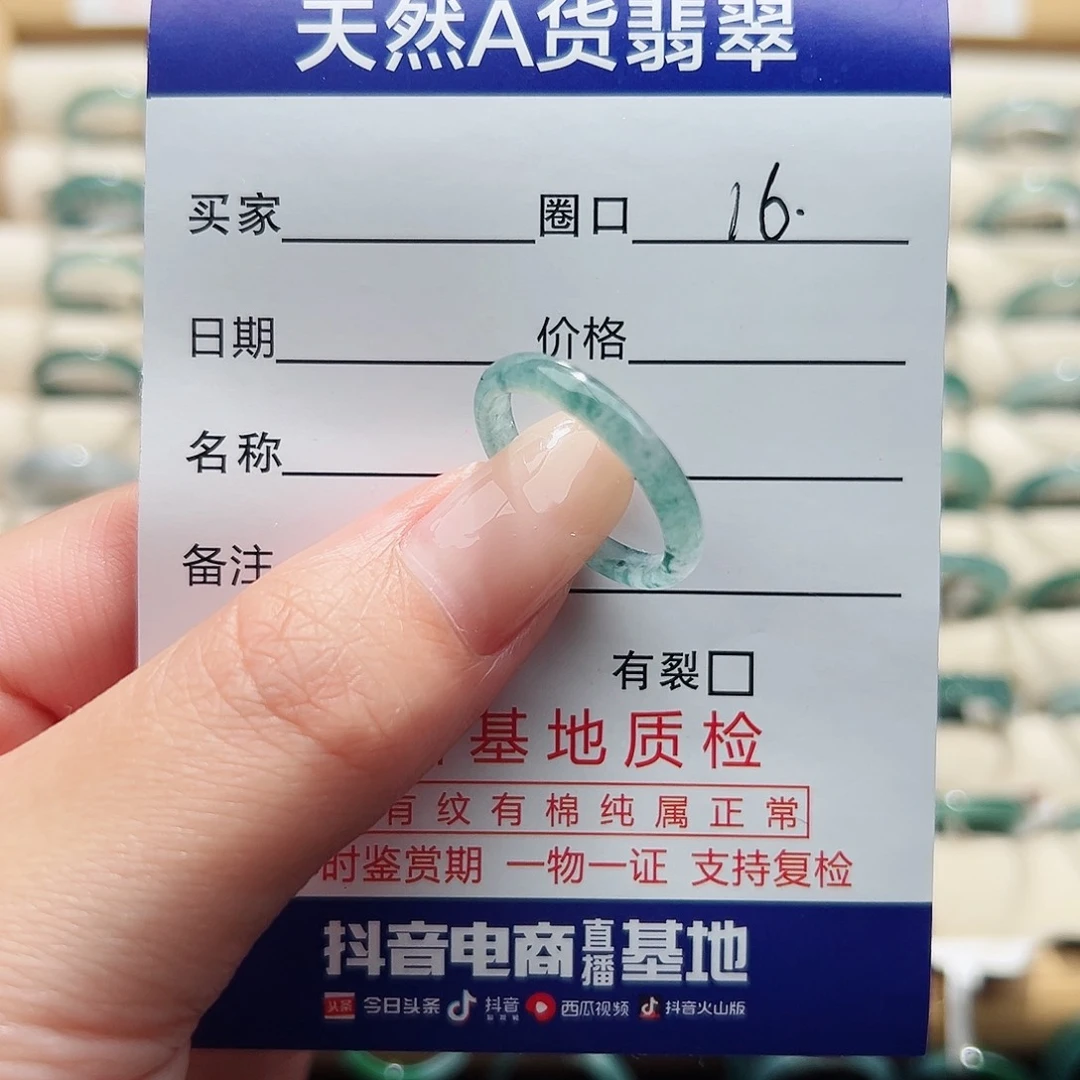 天然A货翡翠
买家 圈口 16.
日期 价格
名称
备注
有裂
基地质检
有纹有棉纯属正常
时鉴赏期 一物一证 支持复检
抖音电商直播基地
头条 今日头条 抖音 西瓜视频 抖音火山版